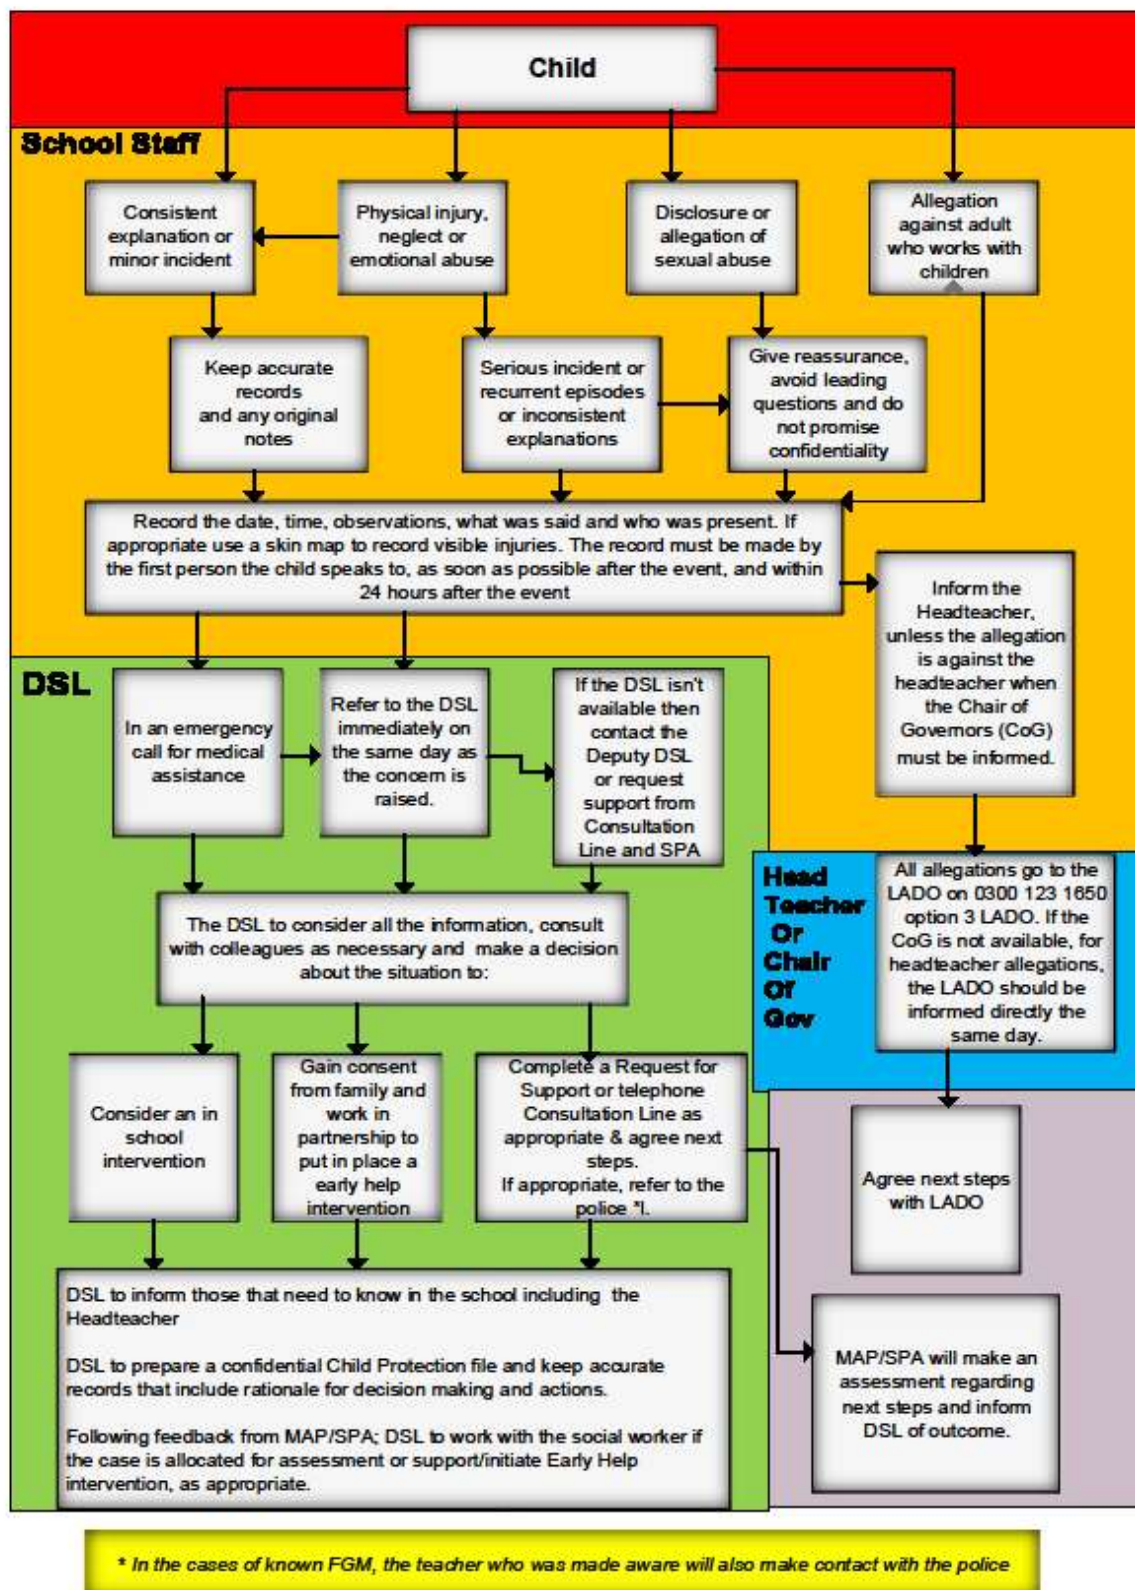 Child
School Staff
Consistent
explanation or
minor incident
Physical injury,
neglect or
emotional abuse
Disclosure or
allegation of
sexual abuse
Allegation
against adult
who works with
children
Keep accurate
records
and any original
notes
Serious incident or
recurrent episodes
or inconsistent
explanations
Give reassurance,
avoid leading
questions and do
not promise
confidentiality
Record the date, time, observations, what was said and who was present. If
appropriate use a skin map to record visible injuries. The record must be made by
the first person the child speaks to, as soon as possible after the event, and within
24 hours after the event
Inform the
Headteacher,
unless the allegation
is against the
headteacher when
the Chair of
Governors (CoG)
must be informed.
DSL
In an emergency
call for medical
assistance
Refer to the DSL
immediately on
the same day as
the concern is
raised.
If the DSL isn't
available then
contact the
Deputy DSL
or request
support from
Consultation
Line and SPA
Head
Teacher
Or
Chair
Of
Gov
All allegations go to the
LADO on 0300 123 1650
option 3 LADO. If the
CoG is not available, for
headteacher allegations,
the LADO should be
informed directly the
same day.
The DSL to consider all the information, consult
with colleagues as necessary and make a decision
about the situation to:
Consider an in
school
intervention
Gain consent
from family and
work in
partnership to
put in place a
early help
intervention
Complete a Request for
Support or telephone
Consultation Line as
appropriate & agree next
steps.
If appropriate, refer to the
police *l.
Agree next steps
with LADO
DSL to inform those that need to know in the school including the
Headteacher
DSL to prepare a confidential Child Protection file and keep accurate
records that include rationale for decision making and actions.
Following feedback from MAP/SPA; DSL to work with the social worker if
the case is allocated for assessment or support/initiate Early Help
intervention, as appropriate.
MAP/SPA will make an
assessment regarding
next steps and inform
DSL of outcome.
* In the cases of known FGM, the teacher who was made aware will also make contact with the police